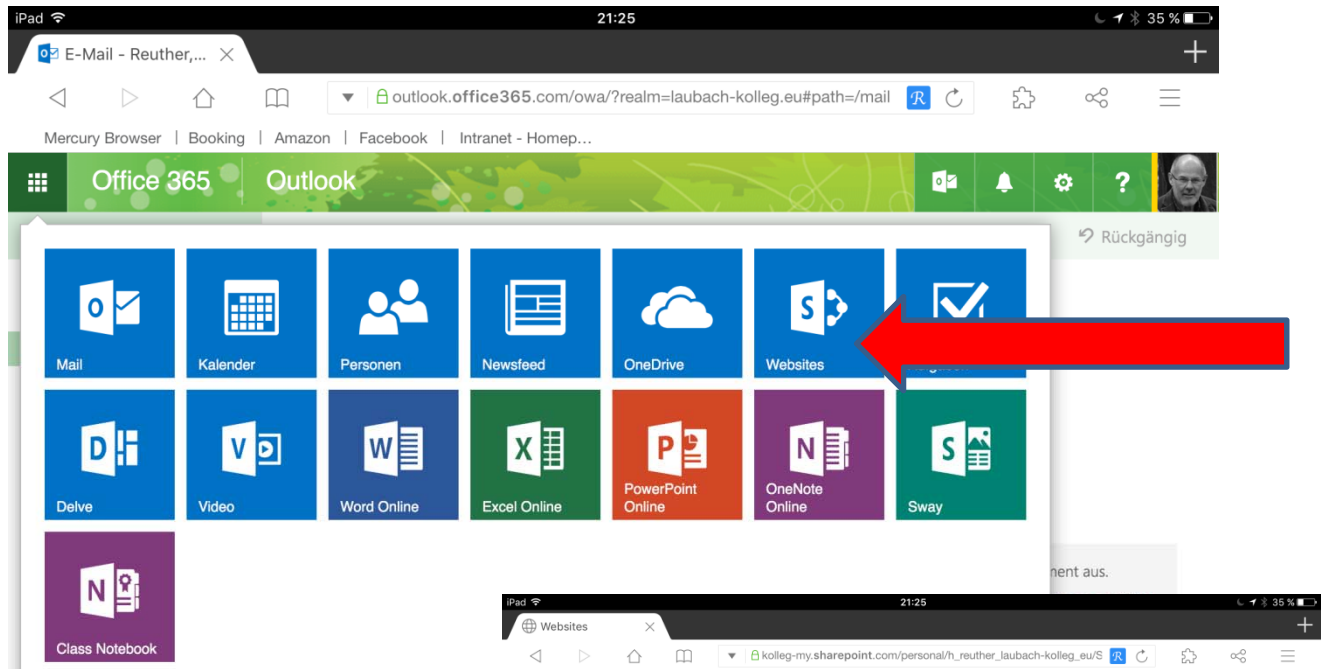 iPad 21:25 35 %
E-Mail - Reuther,...
outlook.office365.com/owa/?realm=laubach-kolleg.eu#path=/mail
Mercury Browser | Booking | Amazon | Facebook | Intranet - Homep...
Office 365 Outlook ?
Rückgängig
Mail Kalender Personen Newsfeed OneDrive Websites
Delve Video Word Online Excel Online PowerPoint Online OneNote Online Sway
aus.
Class Notebook
iPad 21:25 35 %
Websites
kolleg-my.sharepoint.com/personal/h_reuther_laubach-kolleg_eu/S